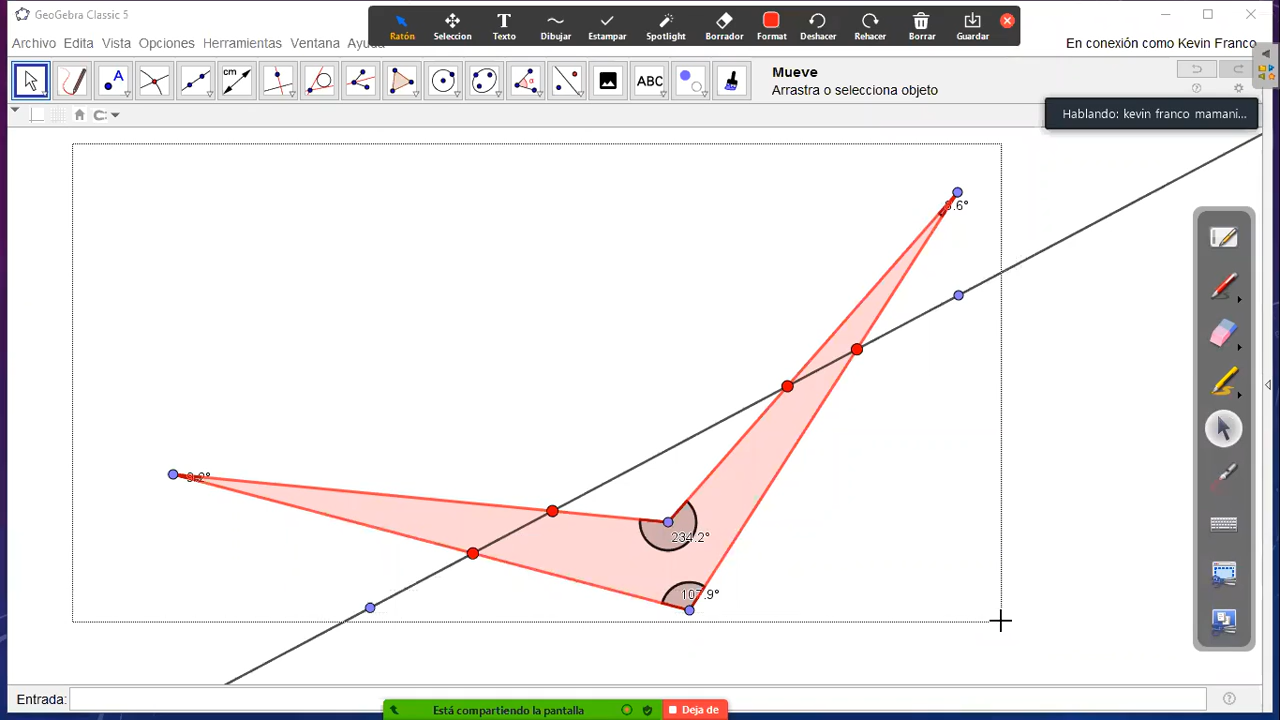 GeoGebra Classic 5
Ratón
Seleccion
Texto
Dibujar
Estampar
Spotlight
Borrador
Format
Deshacer
Rehacer
Borrar
Guardar
Archivo Edita Vista Opciones Herramientas Ventana Ayuda
En conexión como Kevin Franco
cm
A
ABC
Mueve
Arrastra o selecciona objeto
Hablando: kevin franco mamani...
234.2°
Entrada:
Está compartiendo la pantalla
Deja de